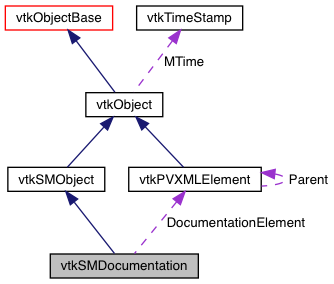 vtkObjectBase
vtkTimeStamp
MTime
vtkObject
vtkSMObject
vtkPVXMLElement
Parent
DocumentationElement
vtkSMDocumentation